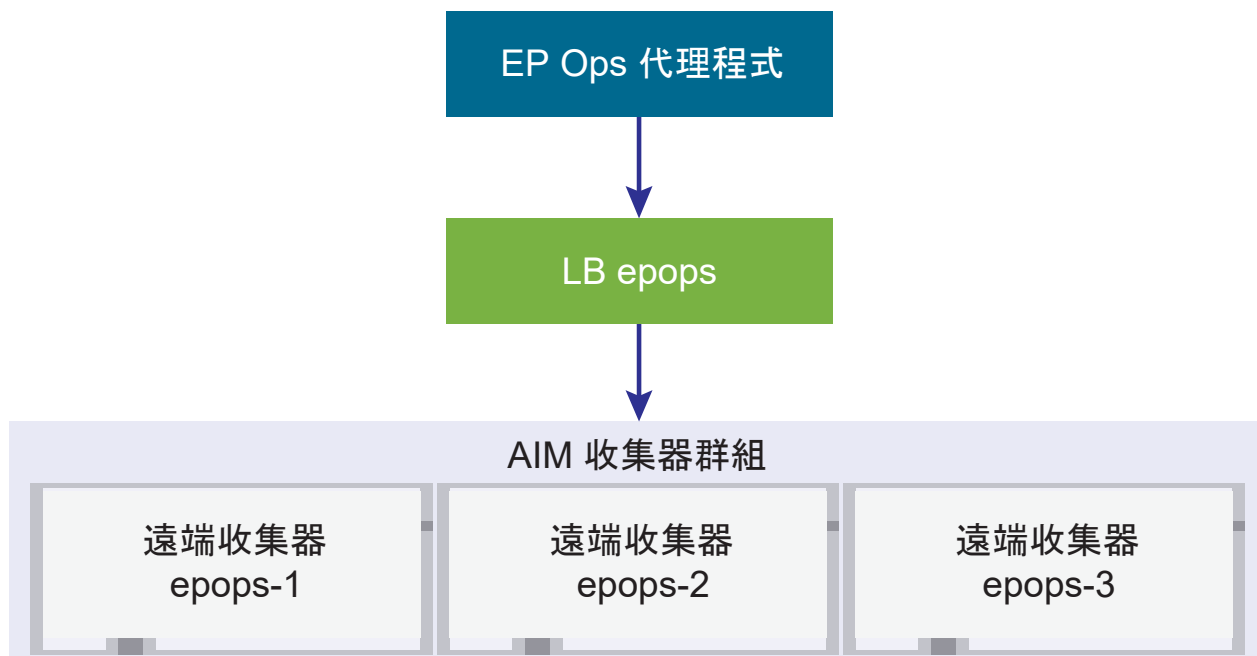 EP Ops 代理程式
LB epops
AIM 收集器群組
遠端收集器
epops-1
遠端收集器
epops-2
遠端收集器
epops-3